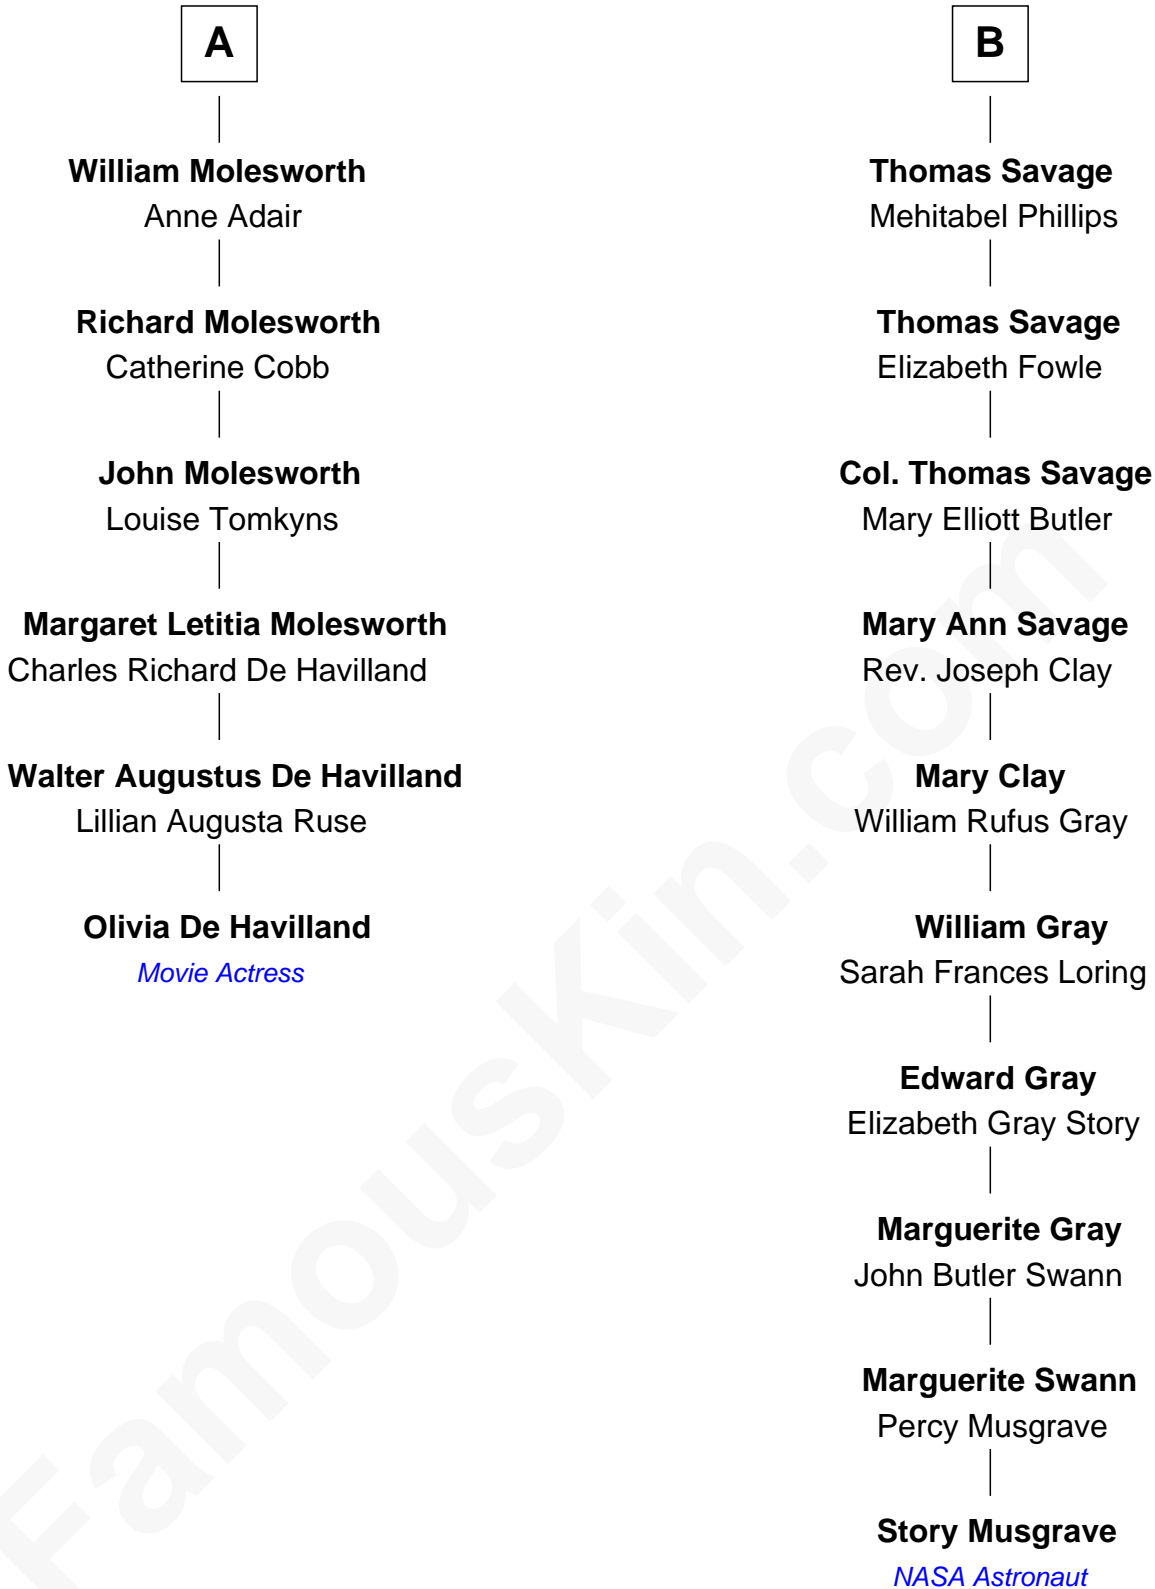 A
William Molesworth
Anne Adair
Richard Molesworth
Catherine Cobb
John Molesworth
Louise Tomkyns
Margaret Letitia Molesworth
Charles Richard De Havilland
Walter Augustus De Havilland
Lillian Augusta Ruse
Olivia De Havilland
Movie Actress
B
Thomas Savage
Mehitabel Phillips
Thomas Savage
Elizabeth Fowle
Col. Thomas Savage
Mary Elliott Butler
Mary Ann Savage
Rev. Joseph Clay
Mary Clay
William Rufus Gray
William Gray
Sarah Frances Loring
Edward Gray
Elizabeth Gray Story
Marguerite Gray
John Butler Swann
Marguerite Swann
Percy Musgrave
Story Musgrave
NASA Astronaut
FamousKin.com